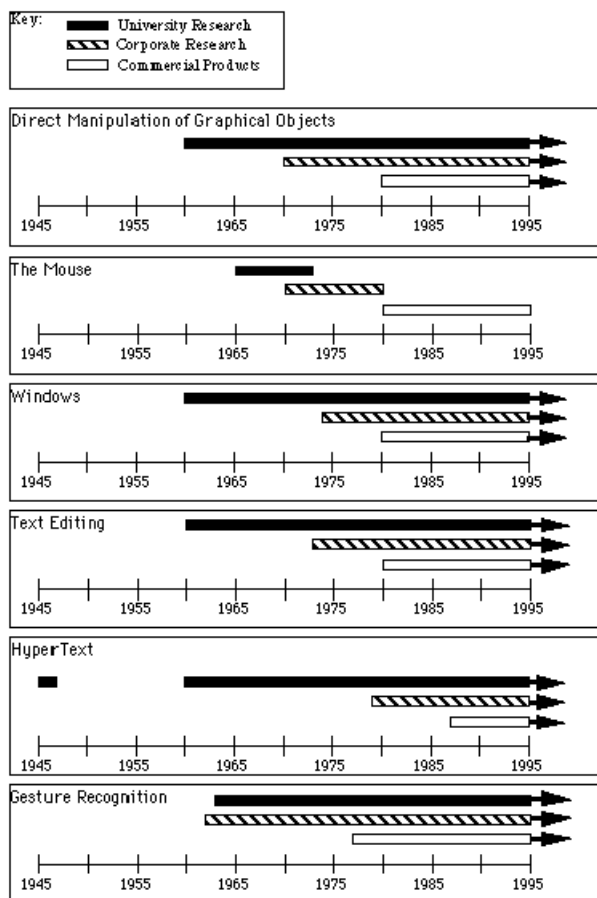 Key:
University Research
Corporate Research
Commercial Products
Direct Manipulation of Graphical Objects
1945 1955 1965 1975 1985 1995
The Mouse
1945 1955 1965 1975 1985 1995
Windows
1945 1955 1965 1975 1985 1995
Text Editing
1945 1955 1965 1975 1985 1995
HyperText
1945 1955 1965 1975 1985 1995
Gesture Recognition
1945 1955 1965 1975 1985 1995